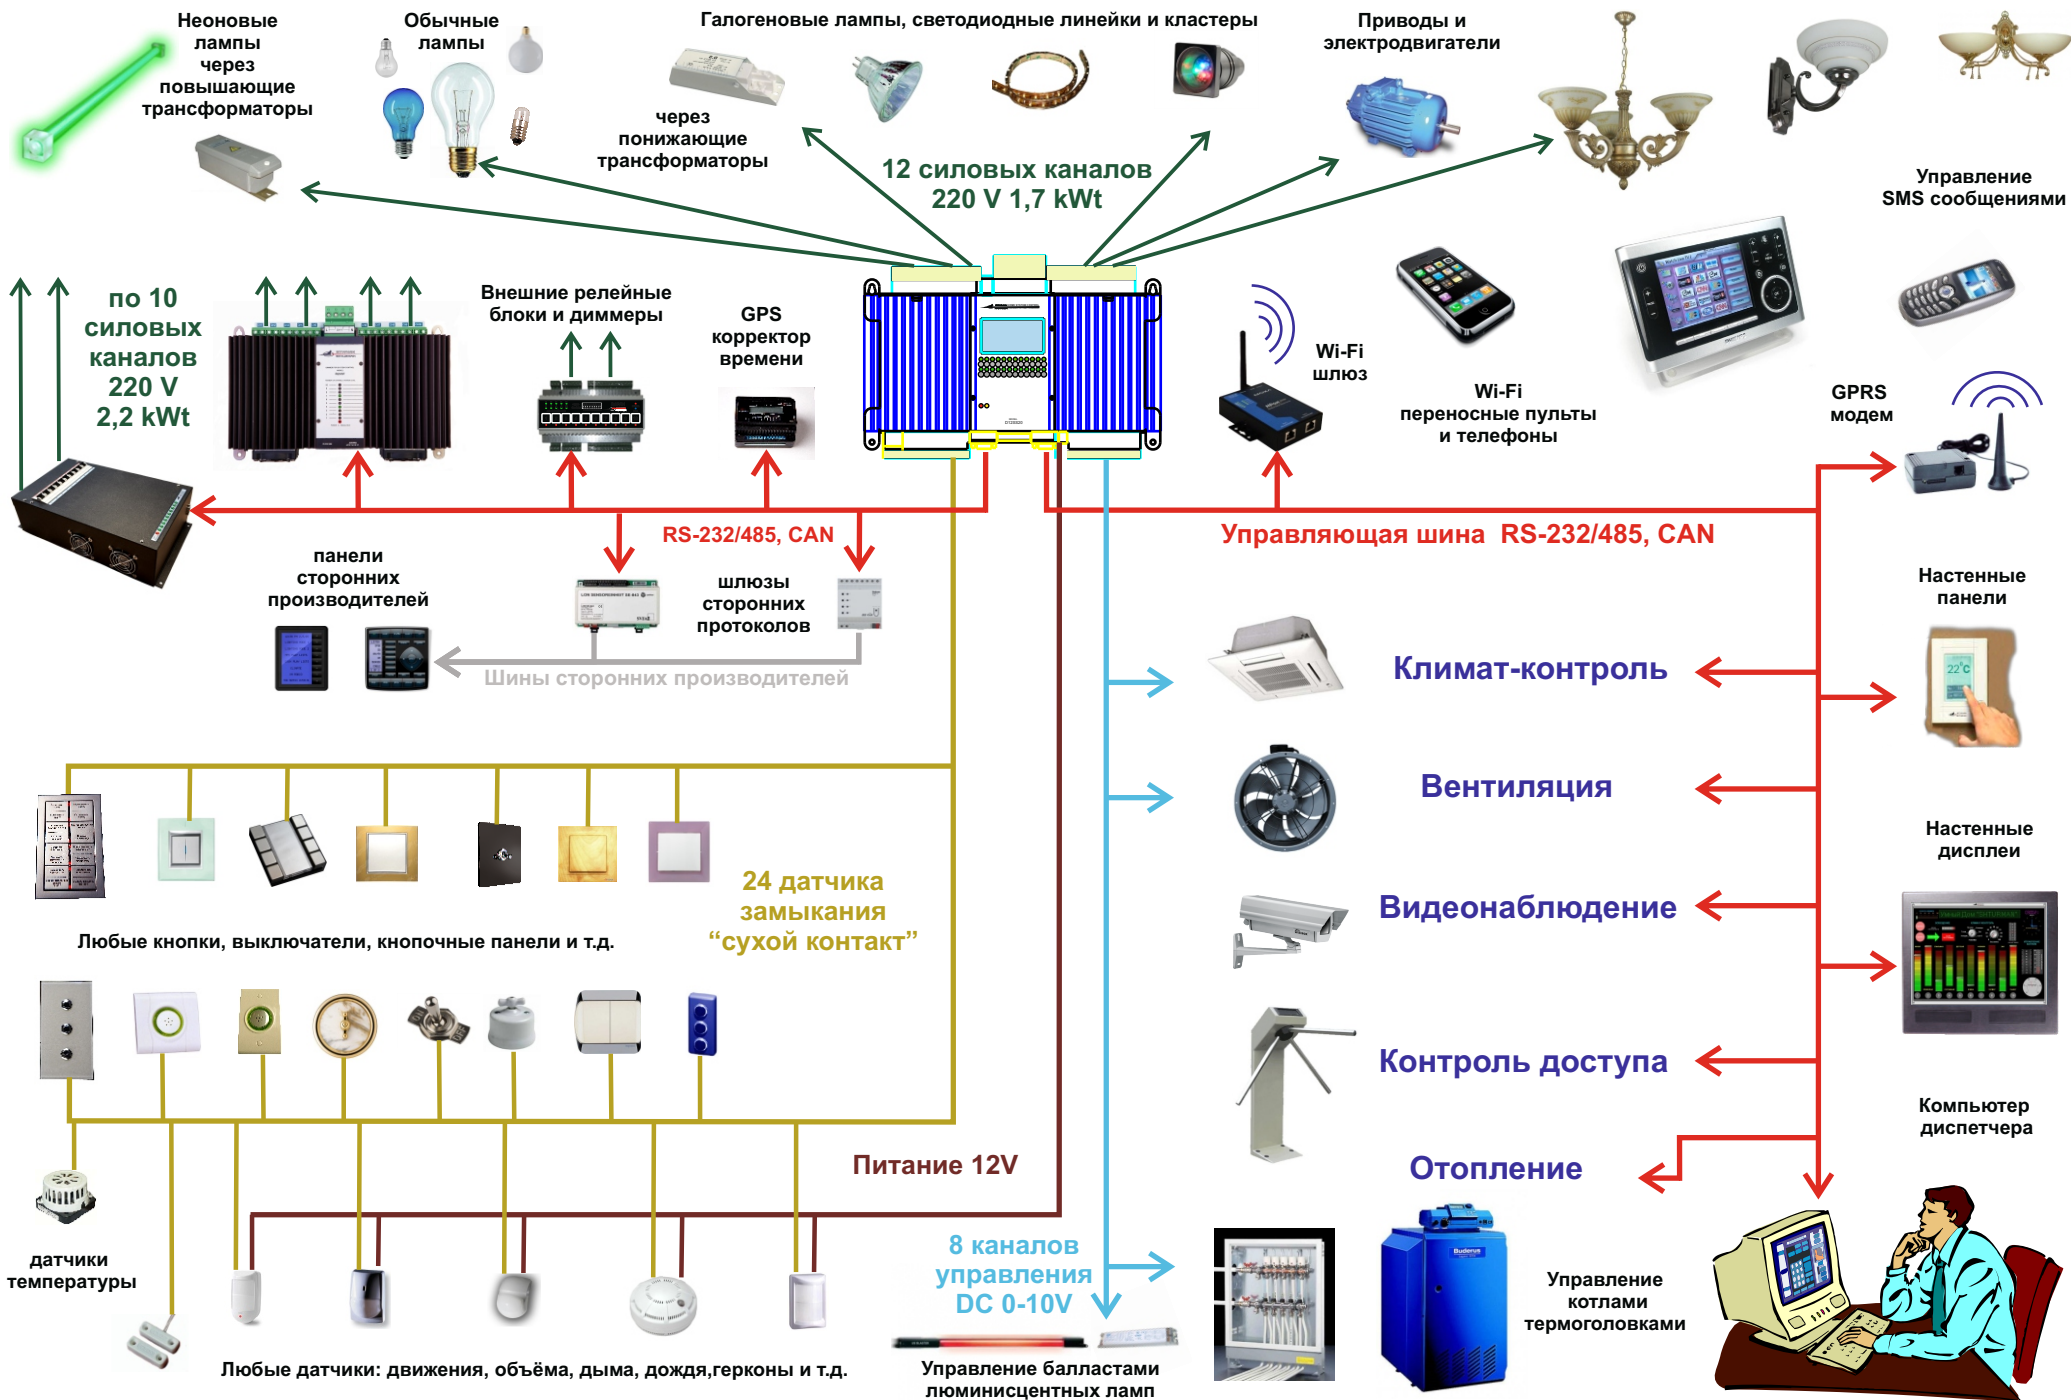 Неоновые
лампы
через
повышающие
трансформаторы
Обычные
лампы
Галогеновые лампы, светодиодные линейки и кластеры
через
понижающие
трансформаторы
Приводы и
электродвигатели
12 силовых каналов
220 V 1,7 kWt
Управление
SMS сообщениями
по 10
силовых
каналов
220 V
2,2 kWt
Внешние релейные
блоки и диммеры
GPS
корректор
времени
Wi-Fi
шлюз
Wi-Fi
переносные пульты
и телефоны
GPRS
модем
RS-232/485, CAN
Управляющая шина RS-232/485, CAN
панели
сторонних
производителей
шлюзы
сторонних
протоколов
Шины сторонних производителей
Настенные
панели
22°C
Климат-контроль
Вентиляция
Настенные
дисплеи
24 датчика
замыкания
“сухой контакт”
Видеонаблюдение
Любые кнопки, выключатели, кнопочные панели и т.д.
Контроль доступа
Компьютер
диспетчера
Питание 12V
Отопление
датчики
температуры
8 каналов
управления
DC 0-10V
Buderus
Управление
котлами
термоголовками
Любые датчики: движения, объёма, дыма, дождя,герконы и т.д.
Управление балластами
люминисцентных ламп